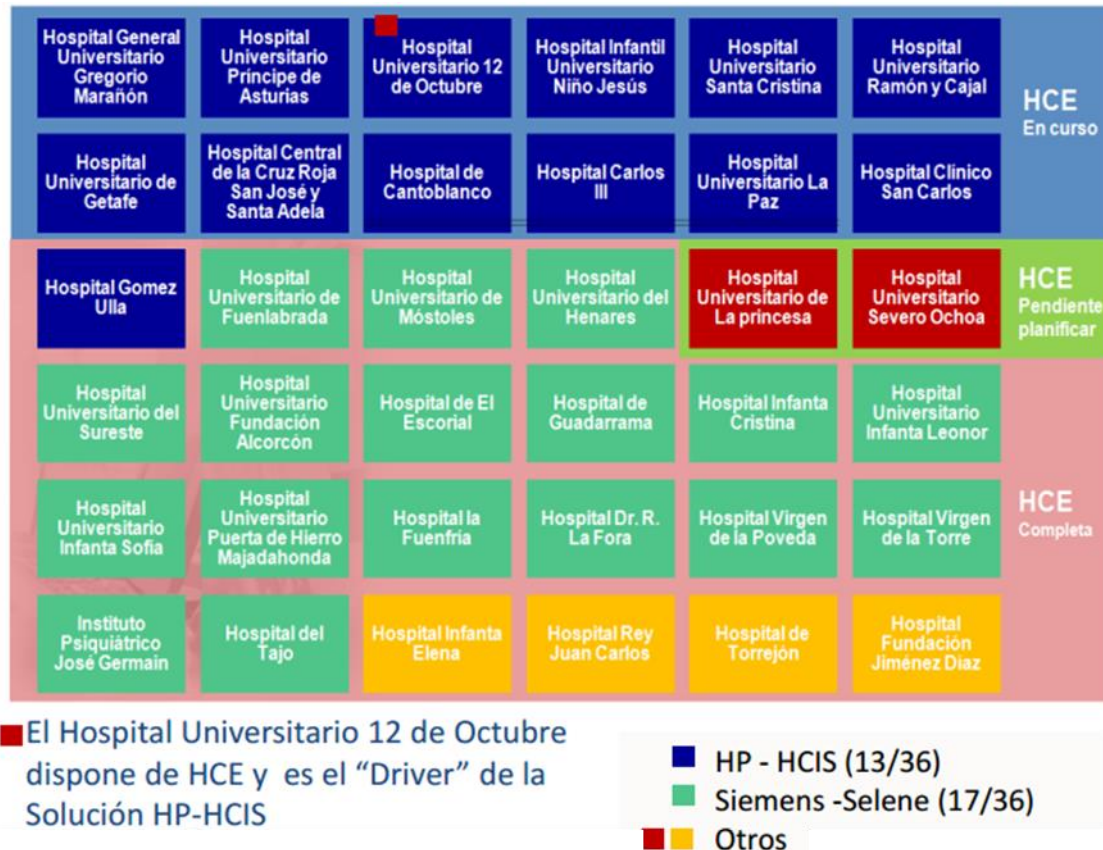 Hospital General
Universitario
Gregorio
Marañón
Hospital
Universitario
Príncipe de
Asturias
Hospital
Universitario 12
de Octubre
Hospital Infantil
Universitario
Niño Jesús
Hospital
Universitario
Santa Cristina
Hospital
Universitario
Ramón y Cajal
HCE
En curso
Hospital
Universitario de
Getafe
Hospital Central
de la Cruz Roja
San José y
Santa Adela
Hospital de
Cantoblanco
Hospital Carlos
III
Hospital
Universitario La
Paz
Hospital Clínico
San Carlos
Hospital Gomez
Ulla
Hospital
Universitario de
Fuenlabrada
Hospital
Universitario de
Móstoles
Hospital
Universitario del
Henares
Hospital
Universitario de
La princesa
Hospital
Universitario
Severo Ochoa
HCE
Pendiente
planificar
Hospital
Universitario del
Sureste
Hospital
Universitario
Fundación
Alcorcón
Hospital de El
Escorial
Hospital de
Guadarrama
Hospital Infanta
Cristina
Hospital
Universitario
Infanta Leonor
Hospital
Universitario
Infanta Sofía
Hospital
Universitario
Puerta de Hierro
Majadahonda
Hospital la
Fuenfría
Hospital Dr. R.
La Fora
Hospital Virgen
de la Poveda
Hospital Virgen
de la Torre
HCE
Completa
Instituto
Psiquiátrico
José Germain
Hospital del
Tajo
Hospital Infanta
Elena
Hospital Rey
Juan Carlos
Hospital de
Torrejón
Hospital
Fundación
Jiménez Díaz
El Hospital Universitario 12 de Octubre
dispone de HCE y es el “Driver” de la
Solución HP-HCIS
HP - HCIS (13/36)
Siemens -Selene (17/36)
Otros